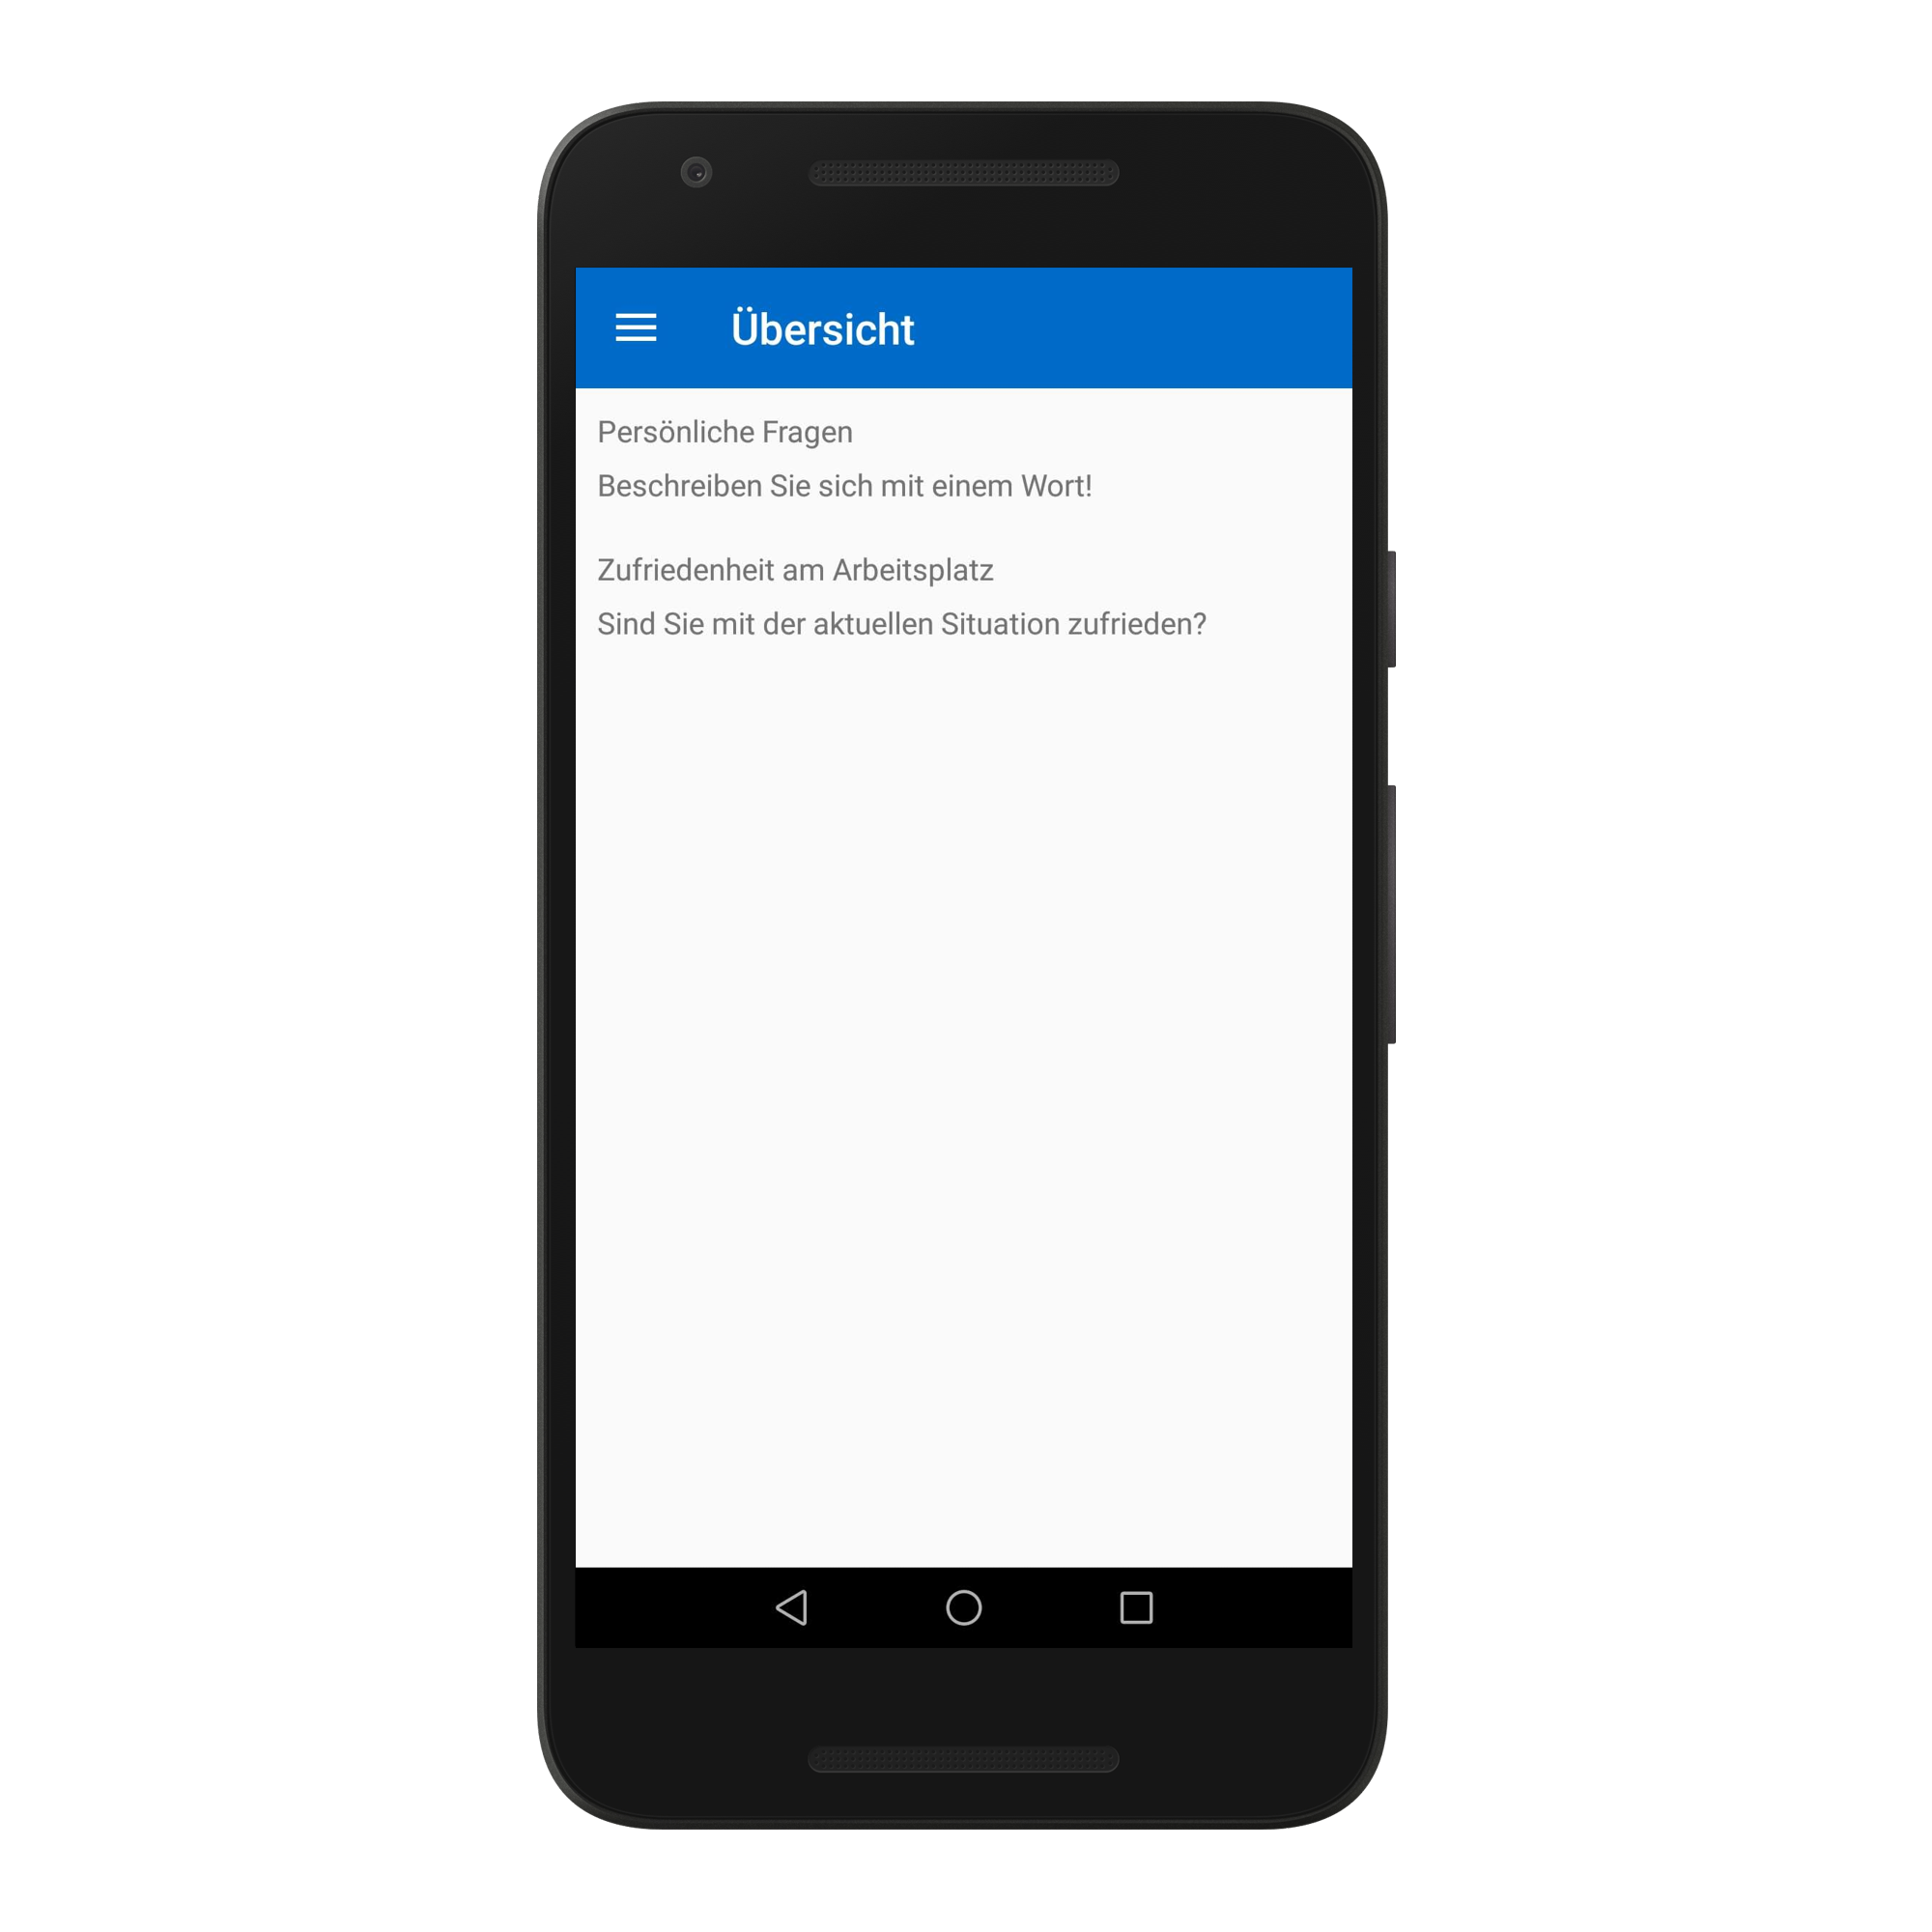 Übersicht
Persönliche Fragen
Beschreiben Sie sich mit einem Wort!
Zufriedenheit am Arbeitsplatz
Sind Sie mit der aktuellen Situation zufrieden?